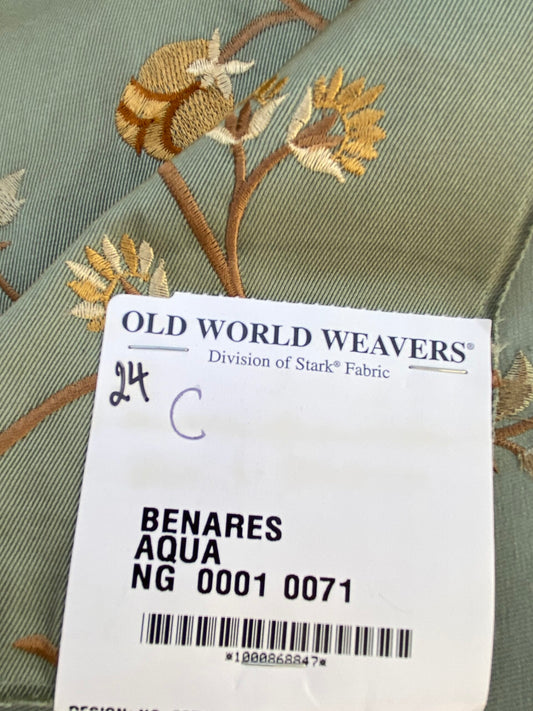 OLD WORLD WEAVERS®
Division of Stark® Fabric
24
C
BENARES
AQUA
NG 0001 0071
*1000868847*